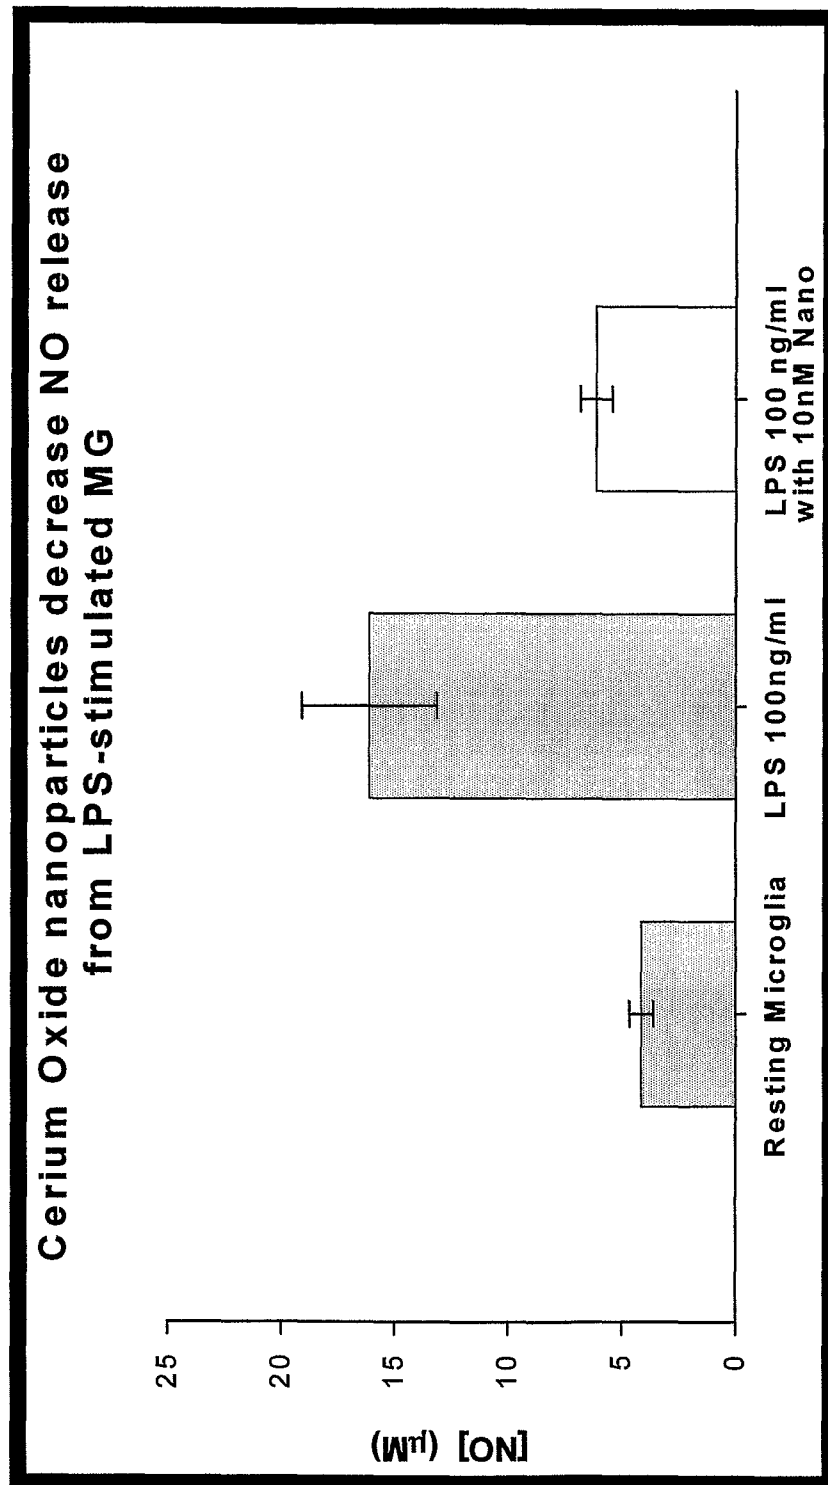 Cerium Oxide nanoparticles decrease NO release
from LPS-stimulated MG
[NO] (µM)
25
20
15
10
5
0
Resting Microglia
LPS 100ng/ml
LPS 100 ng/ml
with 10nM Nano